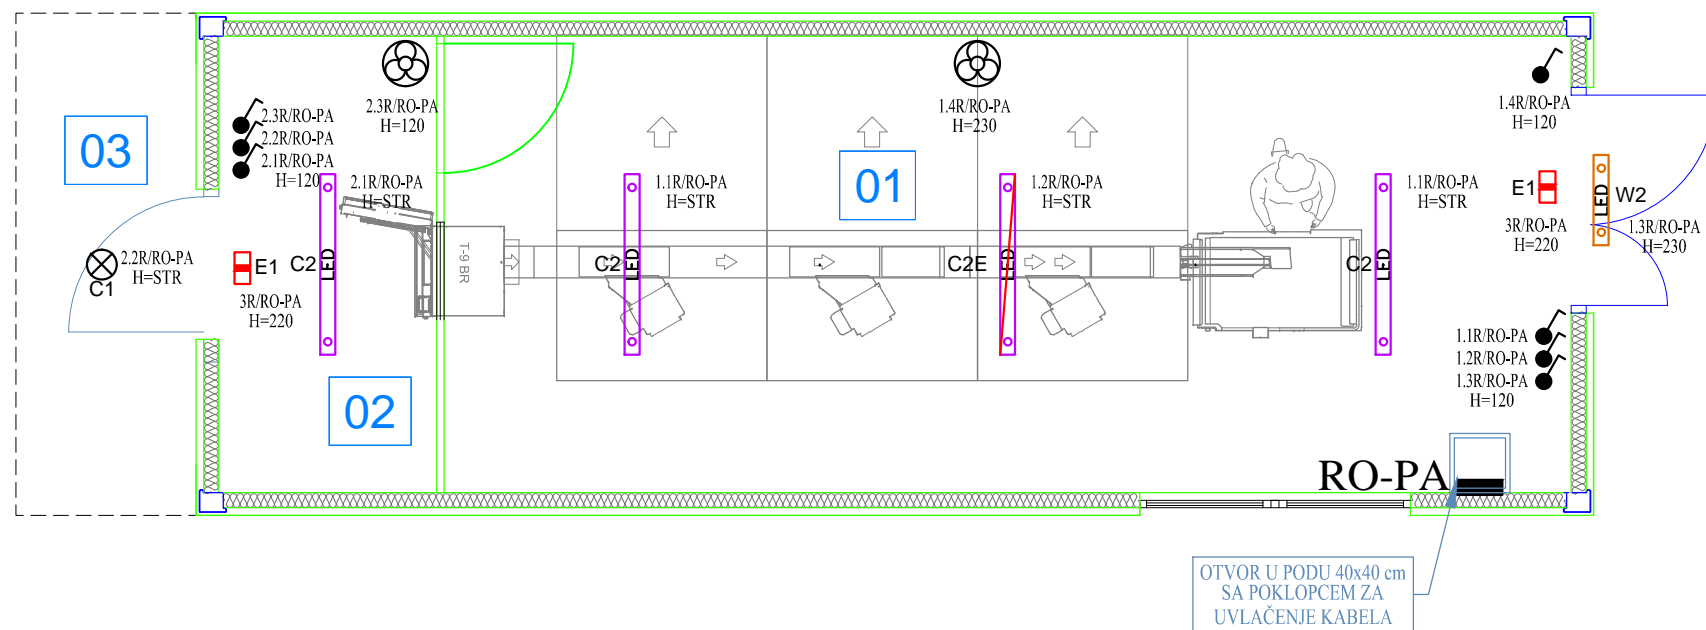 2.3R/RO-PA
H=120
1.4R/RO-PA
H=230
1.4R/RO-PA
H=120
03
2.3R/RO-PA
2.2R/RO-PA
2.1R/RO-PA
H=120
2.1R/RO-PA
H=STR
1.1R/RO-PA
H=STR
01
1.2R/RO-PA
H=STR
1.1R/RO-PA
H=STR
E1
LED
W2
3R/RO-PA
H=220
1.3R/RO-PA
H=230
2.2R/RO-PA
H=STR
C1
E1
3R/RO-PA
H=220
C2
LED
T-91BR
C2
LED
C2E
LED
C2
LED
1.1R/RO-PA
1.2R/RO-PA
1.3R/RO-PA
H=120
02
RO-PA
OTVOR U PODU 40x40 cm
SA POKLOPCEM ZA
UVLAČENJE KABELA